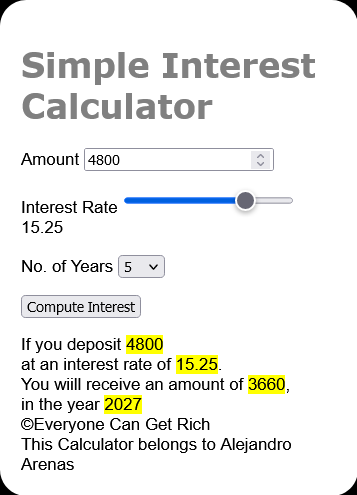 Simple Interest
Calculator
Amount 4800
Interest Rate
15.25
No. of Years 5
Compute Interest
If you deposit 4800
at an interest rate of 15.25.
You wiill receive an amount of 3660,
in the year 2027
©Everyone Can Get Rich
This Calculator belongs to Alejandro
Arenas